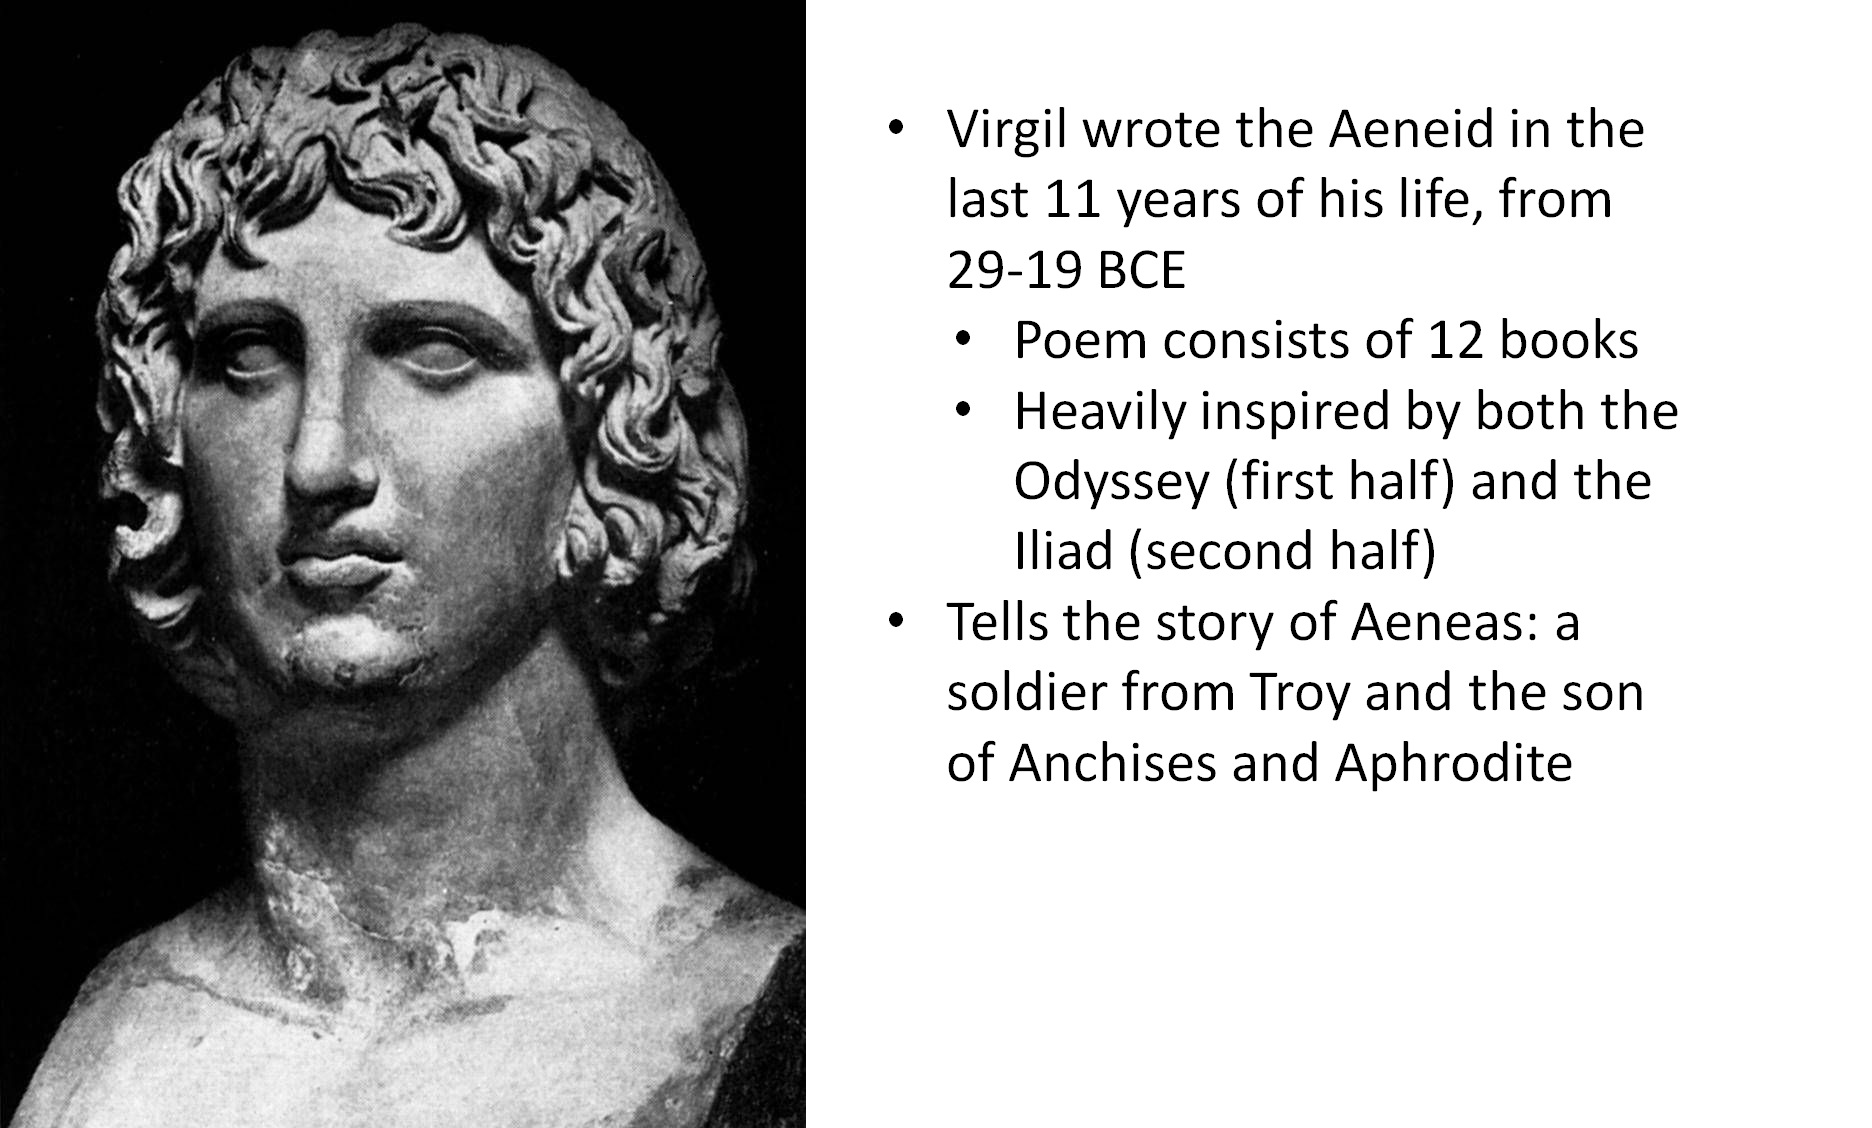 • Virgil wrote the Aeneid in the
last 11 years of his life, from
29-19 BCE
• Poem consists of 12 books
• Heavily inspired by both the
Odyssey (first half) and the
Iliad (second half)
• Tells the story of Aeneas: a
soldier from Troy and the son
of Anchises and Aphrodite